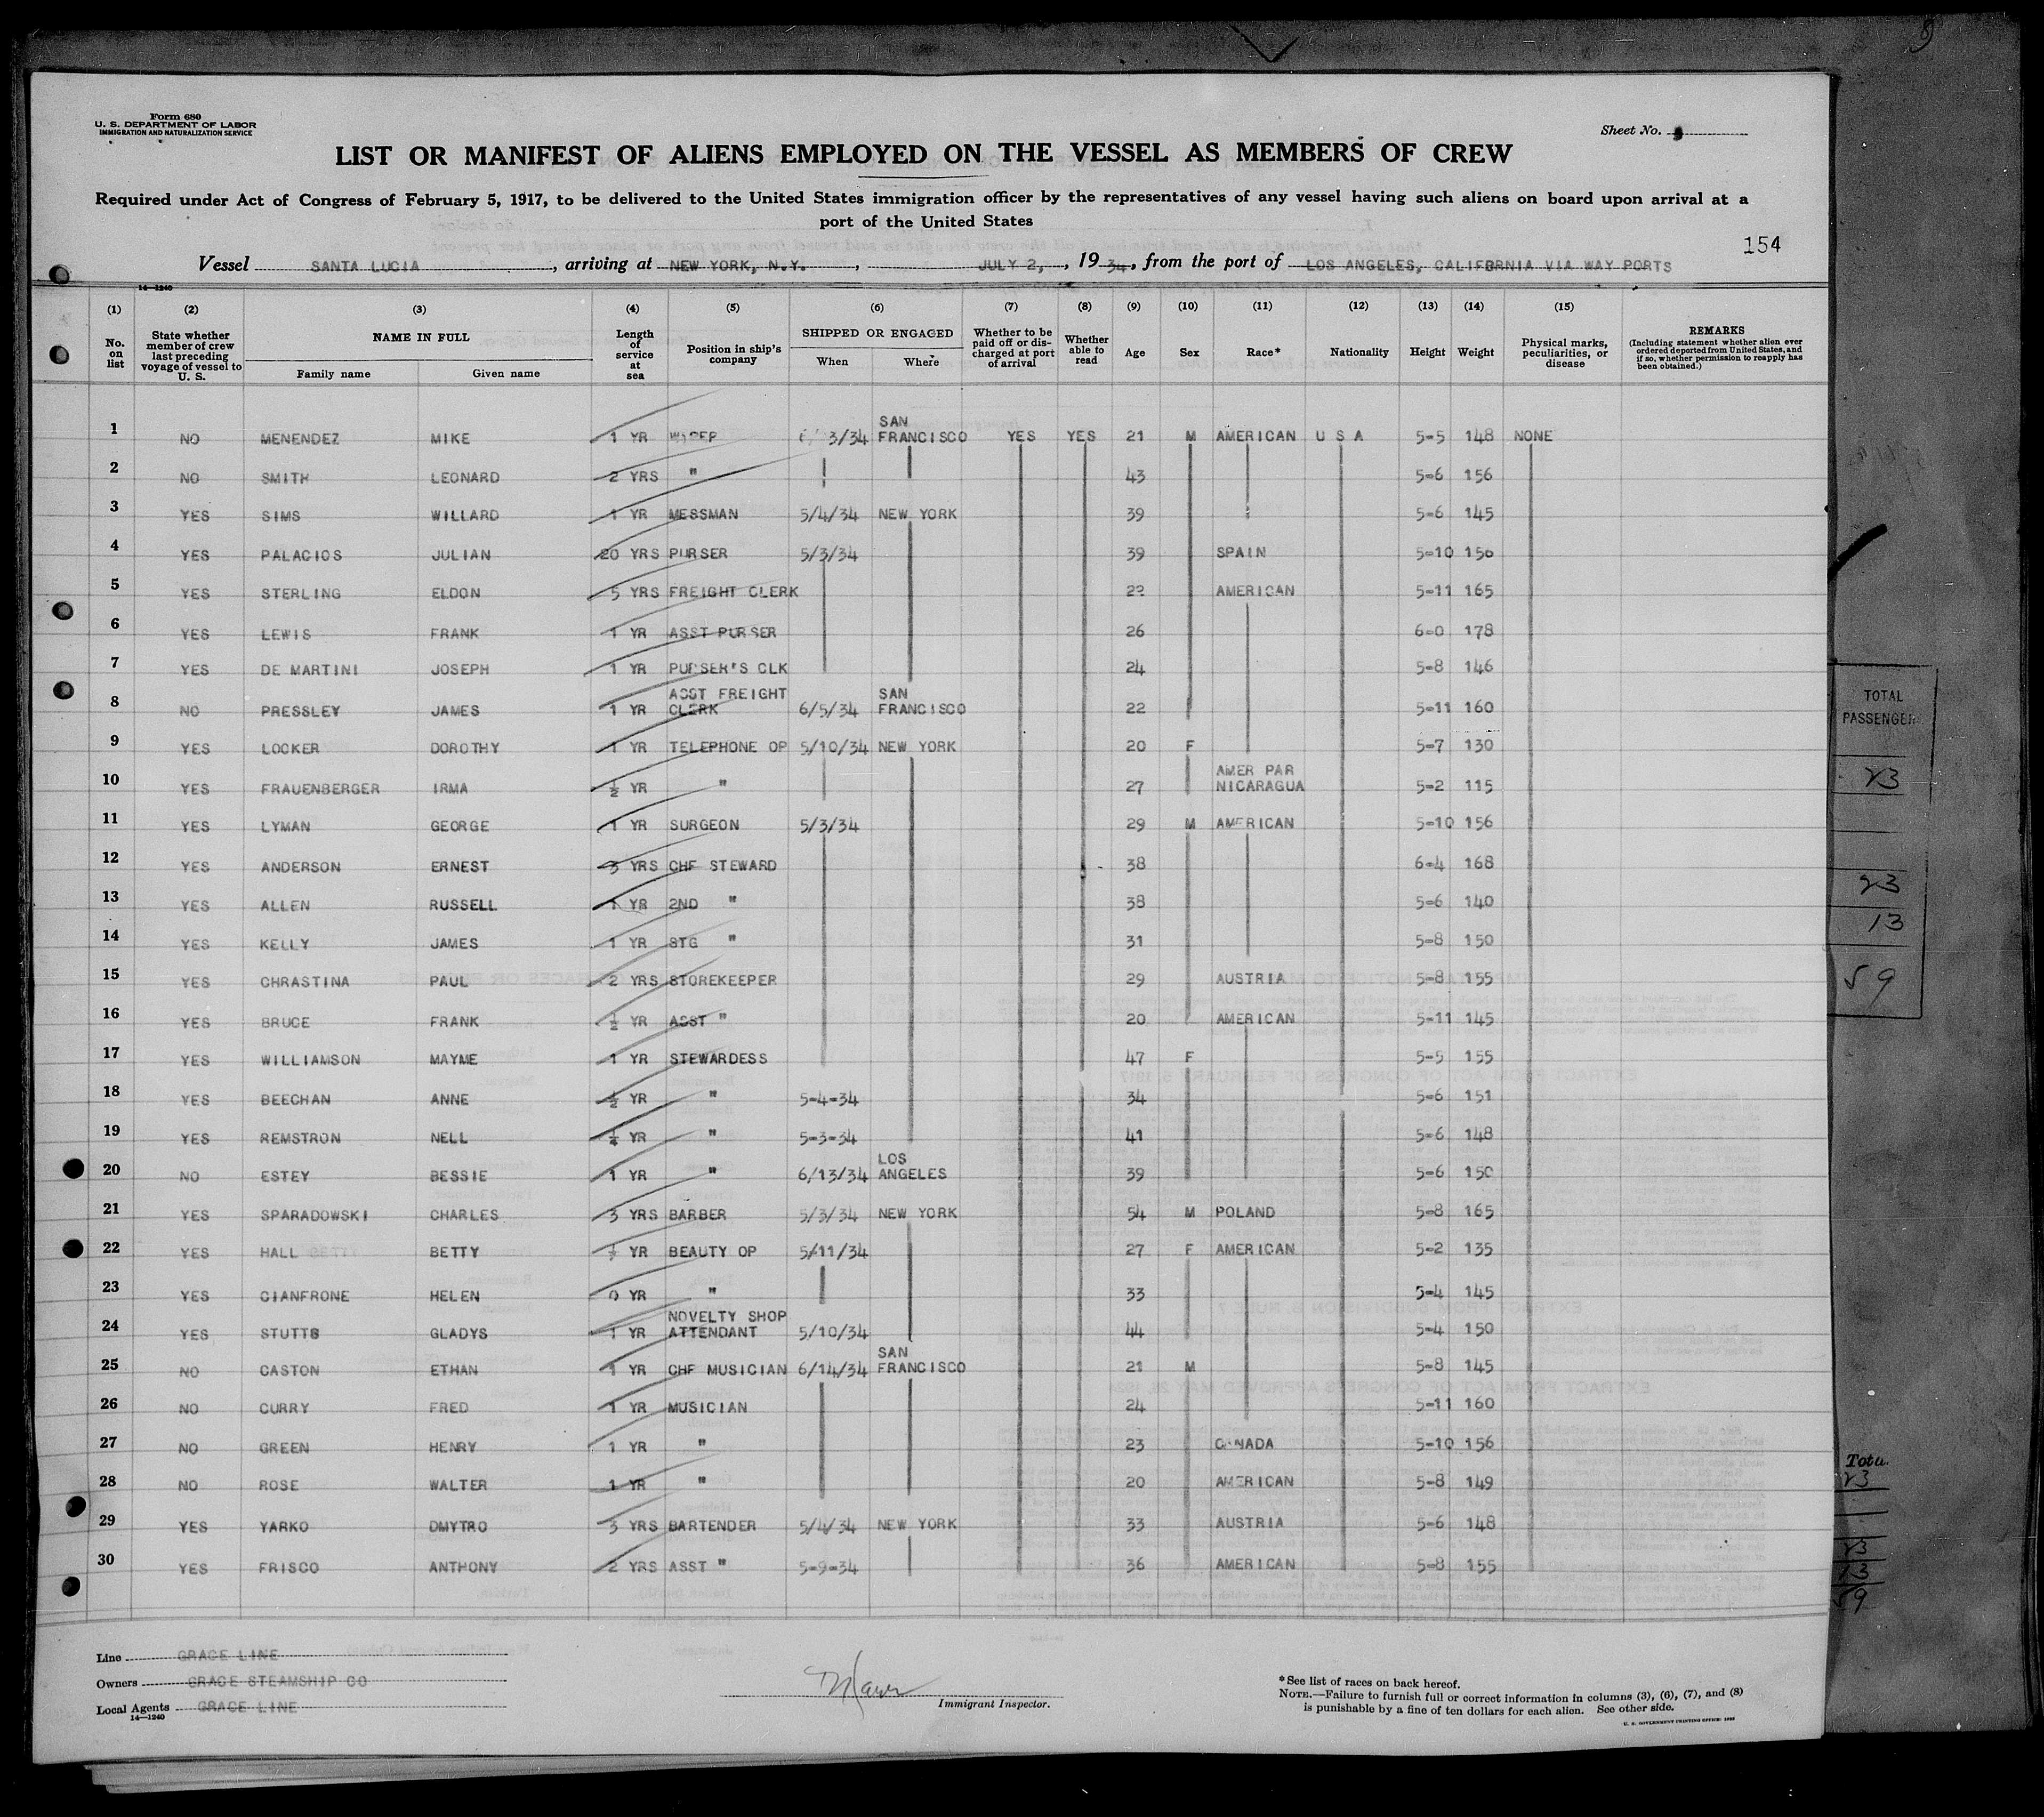 Form 680
U. S. DEPARTMENT OF LABOR
IMMIGRATION AND NATURALIZATION SERVICE
Sheet No.
LIST OR MANIFEST OF ALIENS EMPLOYED ON THE VESSEL AS MEMBERS OF CREW
Required under Act of Congress of February 5, 1917, to be delivered to the United States immigration officer by the representatives of any vessel having such aliens on board upon arrival at a
port of the United States
154
Vessel SANTA LUCIA, arriving at NEW YORK, N.Y., JULY 2, 1934, from the port of LOS ANGELES, CALIFORNIA VIA WAY PORTS
14—1240
(1) (2) (3) (4) (5) (6) (7) (8) (9) (10) (11) (12) (13) (14) (15)
No. on list State whether member of crew last preceding voyage of vessel to U. S. NAME IN FULL Family name Given name Length of service at sea Position in ship's company SHIPPED OR ENGAGED When Where Whether to be paid off or discharged at port of arrival Whether able to read Age Sex Race* Nationality Height Weight Physical marks, peculiarities, or disease REMARKS (Including statement whether alien ever ordered deported from United States, and if so, whether permission to reapply has been obtained.)
1 NO MENENDEZ MIKE 1 YR WIPER 3/34 SAN FRANCISCO YES YES 21 M AMERICAN U S A 5-5 148 NONE
2 NO SMITH LEONARD 2 YRS " 43 5-6 156
3 YES SIMS WILLARD 1 YR MESSMAN 5/4/34 NEW YORK 39 5-6 145
4 YES PALACIOS JULIAN 20 YRS PURSER 5/3/34 39 SPAIN 5-10 156
5 YES STERLING ELDON 5 YRS FREIGHT CLERK 22 AMERICAN 5-11 165
6 YES LEWIS FRANK 1 YR ASST PURSER 26 6-0 178
7 YES DE MARTINI JOSEPH 1 YR PURSER'S CLK 24 5-8 146
8 NO PRESSLEY JAMES 1 YR ASST FREIGHT CLERK 6/5/34 SAN FRANCISCO 22 5-11 160
9 YES LOCKER DOROTHY 1 YR TELEPHONE OP 5/10/34 NEW YORK 20 F 5-7 130
10 YES FRAUENBERGER IRMA ½ YR " 27 AMER PAR NICARAGUA 5-2 115
11 YES LYMAN GEORGE 1 YR SURGEON 5/3/34 29 M AMERICAN 5-10 156
12 YES ANDERSON ERNEST 3 YRS CHF STEWARD 38 6-4 168
13 YES ALLEN RUSSELL 1 YR 2ND " 38 5-6 140
14 YES KELLY JAMES 1 YR STG " 31 5-8 150
15 YES CHRASTINA PAUL 2 YRS STOREKEEPER 29 AUSTRIA 5-8 155
16 YES BRUCE FRANK ½ YR ASST " 20 AMERICAN 5-11 145
17 YES WILLIAMSON MAYME 1 YR STEWARDESS 47 F 5-5 155
18 YES BEECHAN ANNE ½ YR " 5-4-34 34 5-6 151
19 YES REMSTRON NELL ¼ YR " 5-3-34 41 5-6 148
20 NO ESTEY BESSIE 1 YR " 6/13/34 LOS ANGELES 39 5-6 150
21 YES SPARADOWSKI CHARLES 3 YRS BARBER 5/3/34 NEW YORK 54 M POLAND 5-8 165
22 YES HALL BETTY YR BEAUTY OP 5/11/34 27 F AMERICAN 5-2 135
23 YES CIANFRONE HELEN 0 YR " 33 5-4 145
24 YES STUTTS GLADYS 1 YR NOVELTY SHOP ATTENDANT 5/10/34 44 5-4 150
25 NO CASTON ETHAN 1 YR CHF MUSICIAN 6/14/34 SAN FRANCISCO 21 M 5-8 145
26 NO CURRY FRED 1 YR MUSICIAN 24 5-11 160
27 NO GREEN HENRY 1 YR " 23 CANADA 5-10 156
28 NO ROSE WALTER 1 YR " 20 AMERICAN 5-8 149
29 YES YARKO DMYTRO 3 YRS BARTENDER 5/4/34 NEW YORK 33 AUSTRIA 5-6 148
30 YES FRISCO ANTHONY 2 YRS ASST " 5-9-34 36 AMERICAN 5-8 155
Line GRACE LINE
Owners GRACE STEAMSHIP CO
Local Agents GRACE LINE
14—1240
Immigrant Inspector.
*See list of races on back hereof.
NOTE.—Failure to furnish full or correct information in columns (3), (6), (7), and (8)
is punishable by a fine of ten dollars for each alien. See other side.
U. S. GOVERNMENT PRINTING OFFICE
TOTAL
PASSENGER
23
23
13
59
Total
23
23
13
59